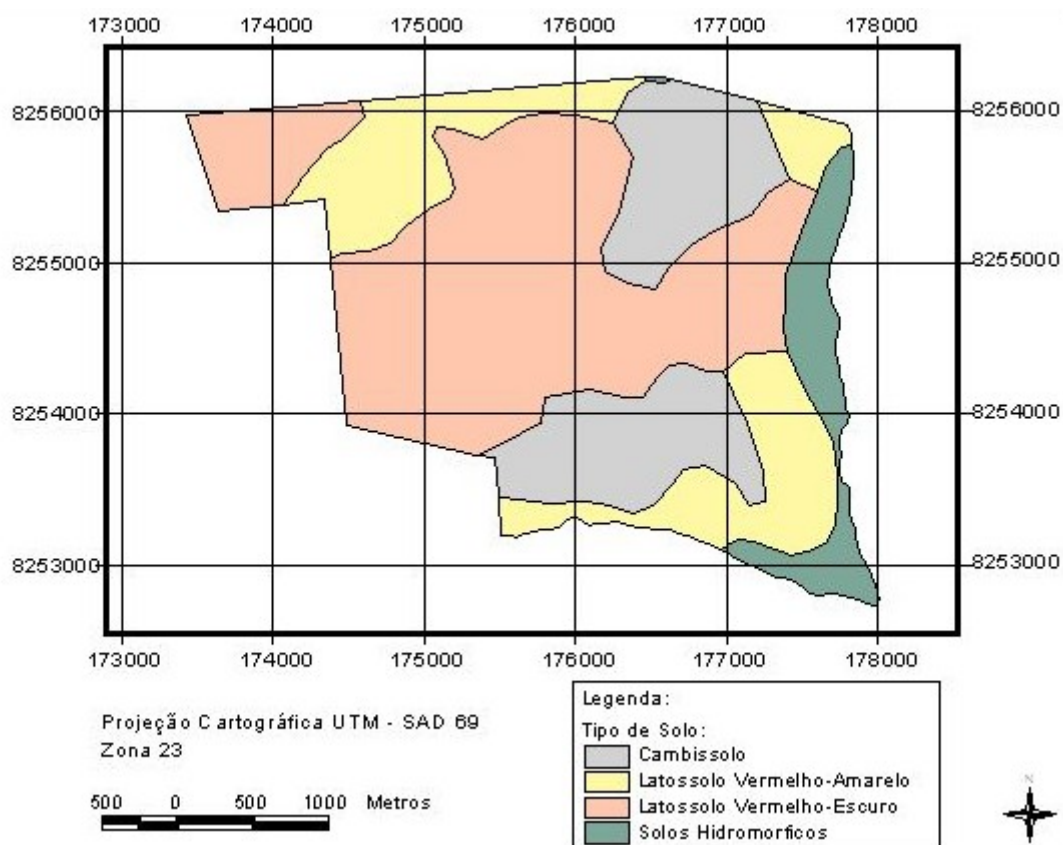 173000 174000 175000 176000 177000 178000
8256000 8256000
8255000 8255000
8254000 8254000
8253000 8253000
173000 174000 175000 176000 177000 178000
Projeção Cartográfica UTM - SAD 69
Zona 23
500 0 500 1000 Metros
Legenda:
Tipo de Solo:
Cambissolo
Latossolo Vermelho-Amarelo
Latossolo Vermelho-Escuro
Solos Hidromorficos
N